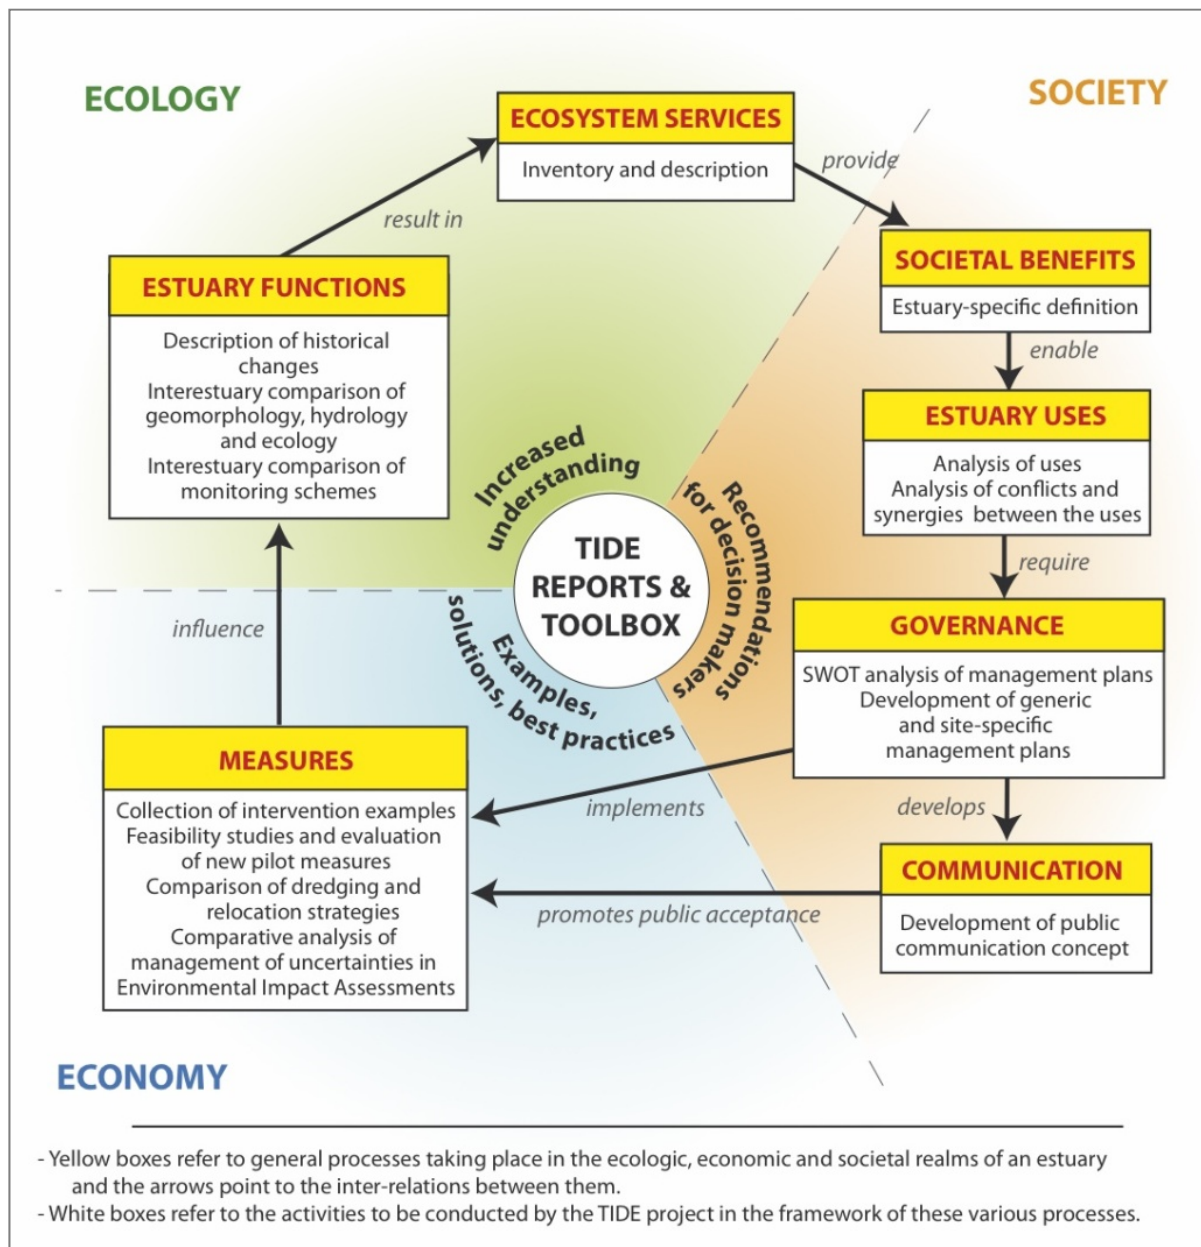 ECOLOGY
SOCIETY
ECOSYSTEM SERVICES
Inventory and description
provide
result in
ESTUARY FUNCTIONS
Description of historical
changes
Interestuary comparison of
geomorphology, hydrology
and ecology
Interestuary comparison of
monitoring schemes
SOCIETAL BENEFITS
Estuary-specific definition
enable
ESTUARY USES
Analysis of uses
Analysis of conflicts and
synergies between the uses
require
Increased
understanding
Recommendations
for decision makers
TIDE
REPORTS &
TOOLBOX
Examples,
solutions, best practices
influence
GOVERNANCE
SWOT analysis of management plans
Development of generic
and site-specific
management plans
implements
develops
MEASURES
Collection of intervention examples
Feasibility studies and evaluation
of new pilot measures
Comparison of dredging and
relocation strategies
Comparative analysis of
management of uncertainties in
Environmental Impact Assessments
COMMUNICATION
Development of public
communication concept
promotes public acceptance
ECONOMY
- Yellow boxes refer to general processes taking place in the ecologic, economic and societal realms of an estuary
and the arrows point to the inter-relations between them.
- White boxes refer to the activities to be conducted by the TIDE project in the framework of these various processes.